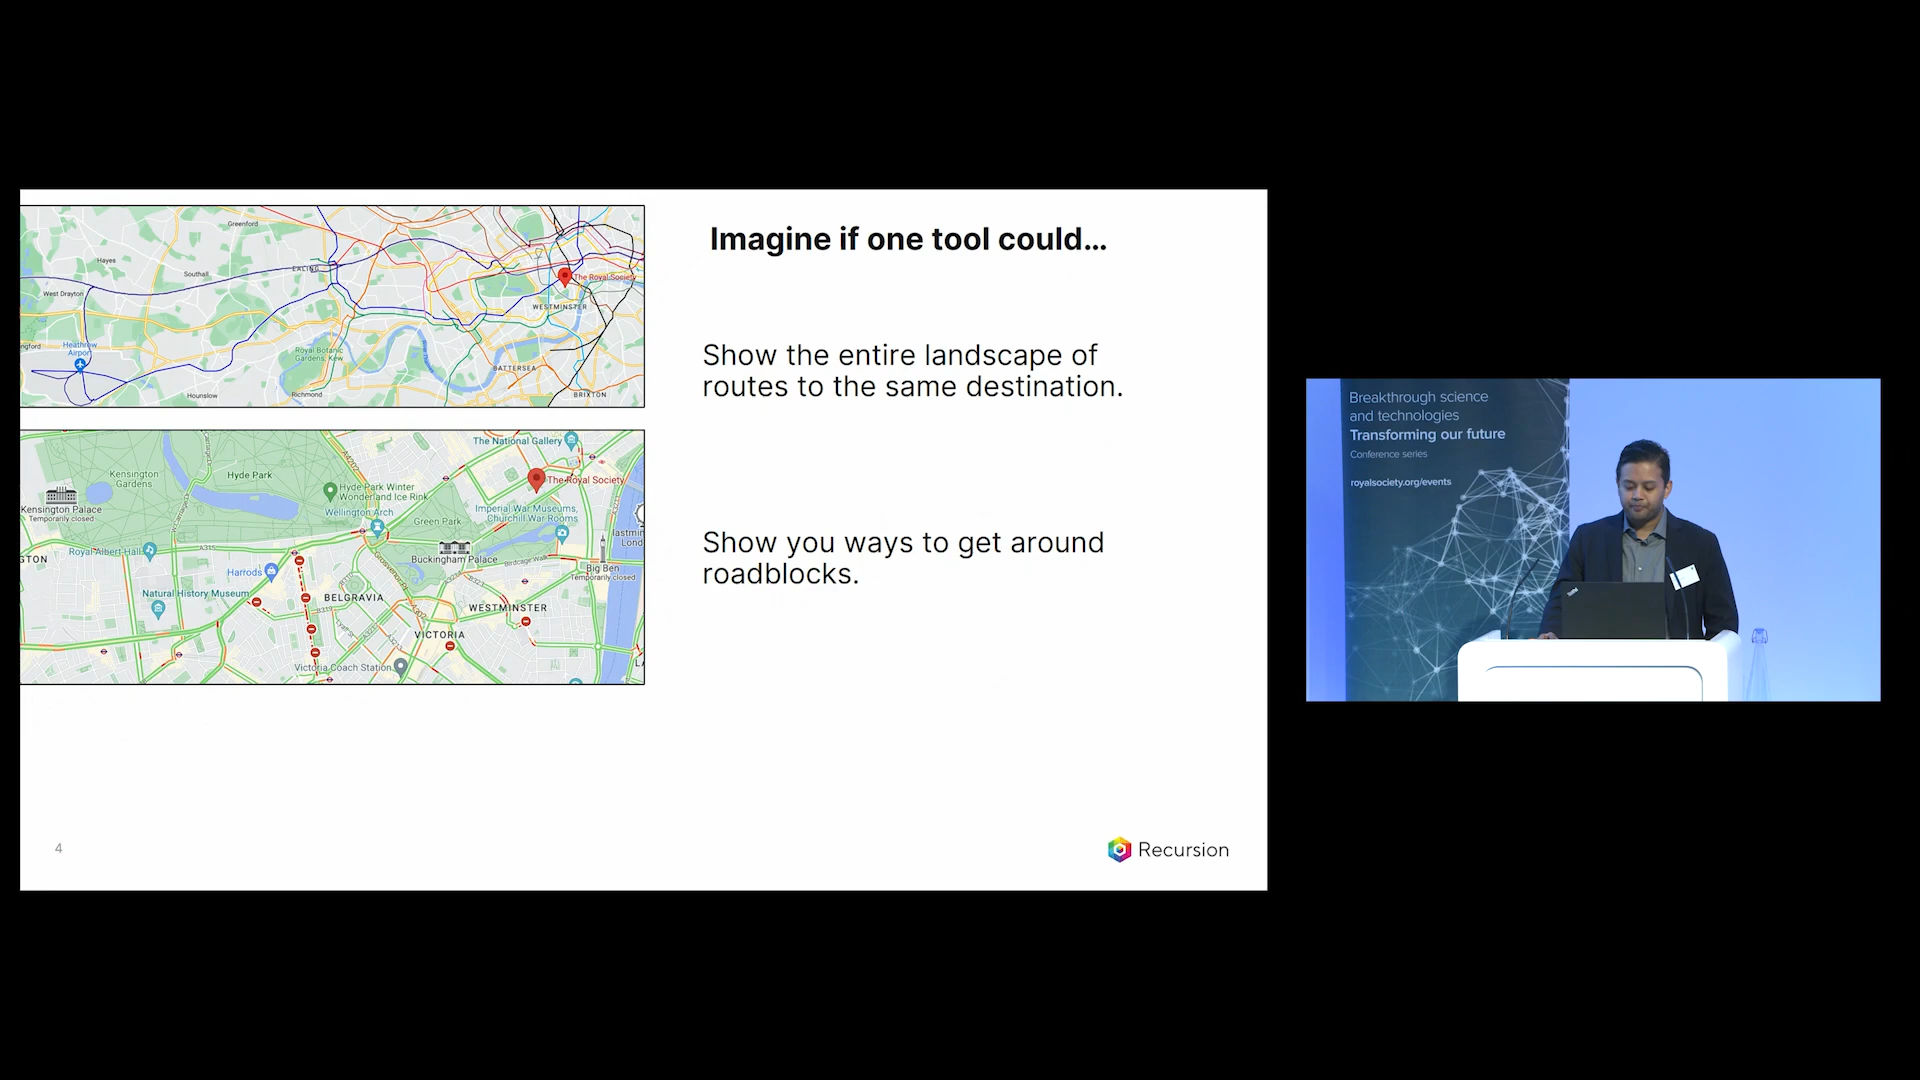 Imagine if one tool could...
Show the entire landscape of
routes to the same destination.
Show you ways to get around
roadblocks.
Greenford
Hayes
Southall
EALING
West Drayton
The Royal Society
WESTMINSTER
Heathrow
Airport
Royal Botanic
Gardens, Kew
BATTERSEA
Hounslow
Richmond
BRIXTON
The National Gallery
Kensington
Gardens
Hyde Park
Hyde Park Winter
Wonderland Ice Rink
The Royal Society
Kensington Palace
Temporarily closed
Wellington Arch
Green Park
Imperial War Museums,
Churchill War Rooms
Royal Albert Hall
A315
GTON
Buckingham Palace
Birdcage Walk
Big Ben
Temporarily closed
Harrods
Natural History Museum
BELGRAVIA
WESTMINSTER
VICTORIA
Victoria Coach Station
4
Recursion
Breakthrough science
and technologies
Transforming our future
Conference series
royalsociety.org/events